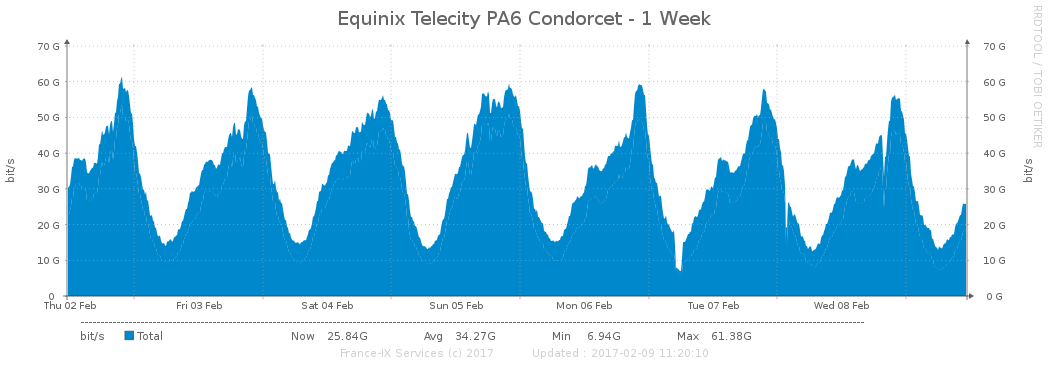 Equinix Telecity PA6 Condorcet - 1 Week
RRDTOOL / TOBI OETIKER
bit/s
70 G 70 G
60 G 60 G
50 G 50 G
40 G 40 G
30 G 30 G
20 G 20 G
10 G 10 G
0 0 G
bit/s
Thu 02 Feb Fri 03 Feb Sat 04 Feb Sun 05 Feb Mon 06 Feb Tue 07 Feb Wed 08 Feb
bit/s Total Now 25.84G Avg 34.27G Min 6.94G Max 61.38G
France-IX Services (c) 2017 Updated : 2017-02-09 11:20:10